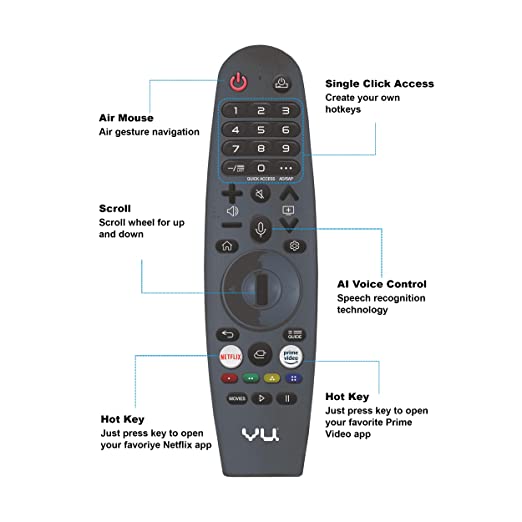 Air Mouse
Air gesture navigation
Single Click Access
Create your own
hotkeys
1 2 3
4 5 6
7 8 9
-/ 0 ...
QUICK ACCESS AD/SAP
Scroll
Scroll wheel for up
and down
AI Voice Control
Speech recognition
technology
GUIDE
NETFLIX
prime
video
MOVIES
Hot Key
Just press key to open
your favoriye Netflix app
Hot Key
Just press key to open
your favorite Prime
Video app
VU.